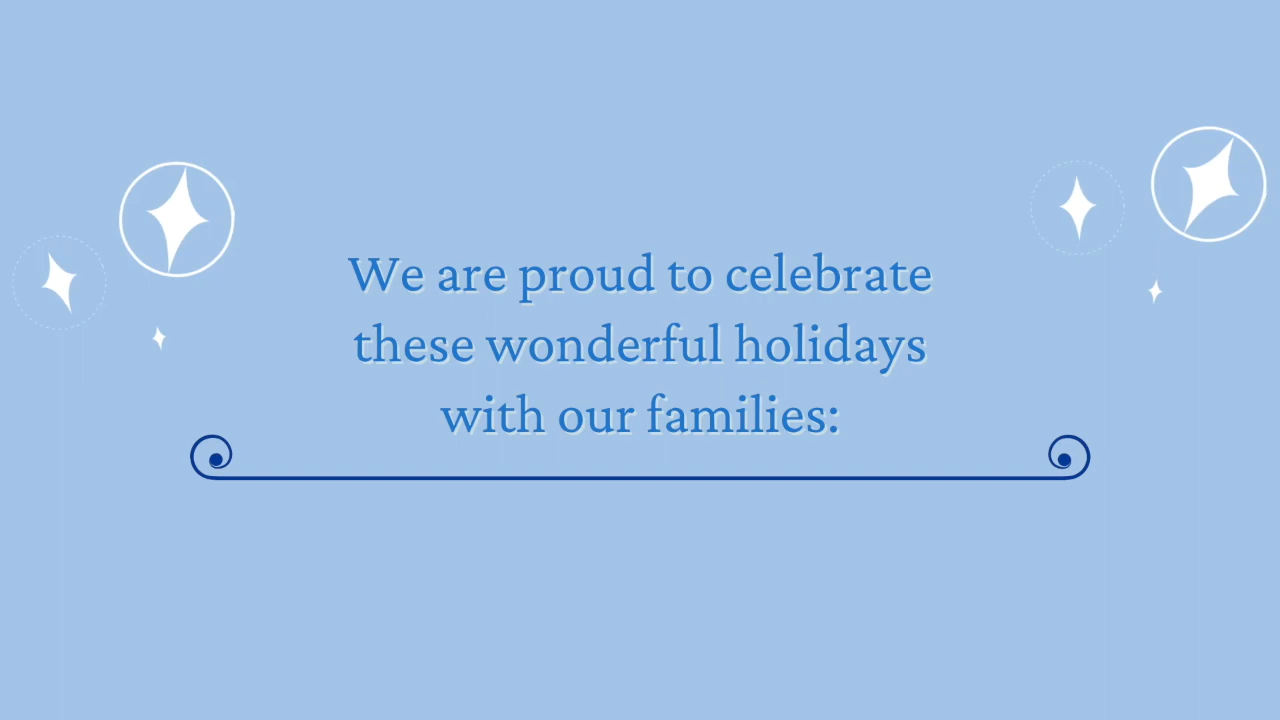 We are proud to celebrate
these wonderful holidays
with our families: